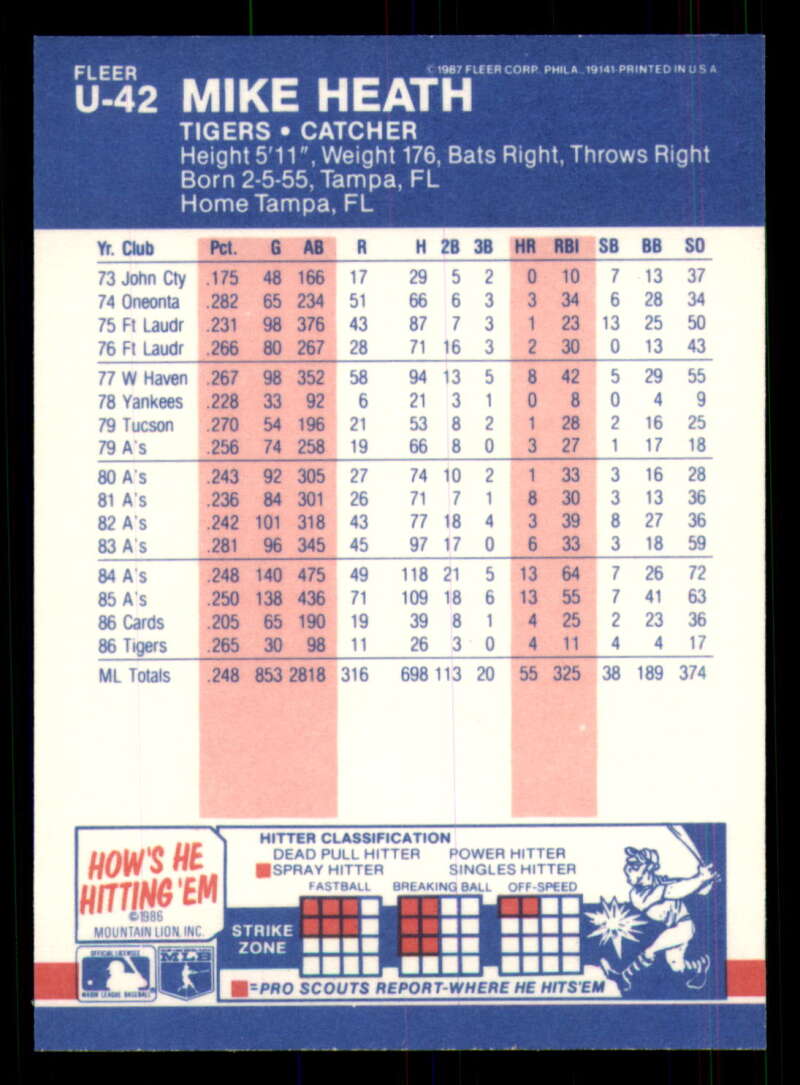 FLEER
U-42 MIKE HEATH
© 1987 FLEER CORP. PHILA., 19141-PRINTED IN U S A
TIGERS • CATCHER
Height 5'11", Weight 176, Bats Right, Throws Right
Born 2-5-55, Tampa, FL
Home Tampa, FL
Yr. Club Pct. G AB R H 2B 3B HR RBI SB BB SO
73 John Cty .175 48 166 17 29 5 2 0 10 7 13 37
74 Oneonta .282 65 234 51 66 6 3 3 34 6 28 34
75 Ft Laudr .231 98 376 43 87 7 3 1 23 13 25 50
76 Ft Laudr .266 80 267 28 71 16 3 2 30 0 13 43
77 W Haven .267 98 352 58 94 13 5 8 42 5 29 55
78 Yankees .228 33 92 6 21 3 1 0 8 0 4 9
79 Tucson .270 54 196 21 53 8 2 1 28 2 16 25
79 A's .256 74 258 19 66 8 0 3 27 1 17 18
80 A's .243 92 305 27 74 10 2 1 33 3 16 28
81 A's .236 84 301 26 71 7 1 8 30 3 13 36
82 A's .242 101 318 43 77 18 4 3 39 8 27 36
83 A's .281 96 345 45 97 17 0 6 33 3 18 59
84 A's .248 140 475 49 118 21 5 13 64 7 26 72
85 A's .250 138 436 71 109 18 6 13 55 7 41 63
86 Cards .205 65 190 19 39 8 1 4 25 2 23 36
86 Tigers .265 30 98 11 26 3 0 4 11 4 4 17
ML Totals .248 853 2818 316 698 113 20 55 325 38 189 374
HOW'S HE
HITTING 'EM
©1986
MOUNTAIN LION, INC.
OFFICIAL LICENSEE
MAJOR LEAGUE BASEBALL
MLB
HITTER CLASSIFICATION
DEAD PULL HITTER POWER HITTER
SPRAY HITTER SINGLES HITTER
FASTBALL BREAKING BALL OFF-SPEED
STRIKE
ZONE
=PRO SCOUTS REPORT-WHERE HE HITS'EM